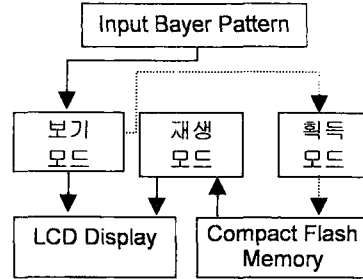 Input Bayer Pattern
보기
모드
재생
모드
획득
모드
LCD Display
Compact Flash
Memory